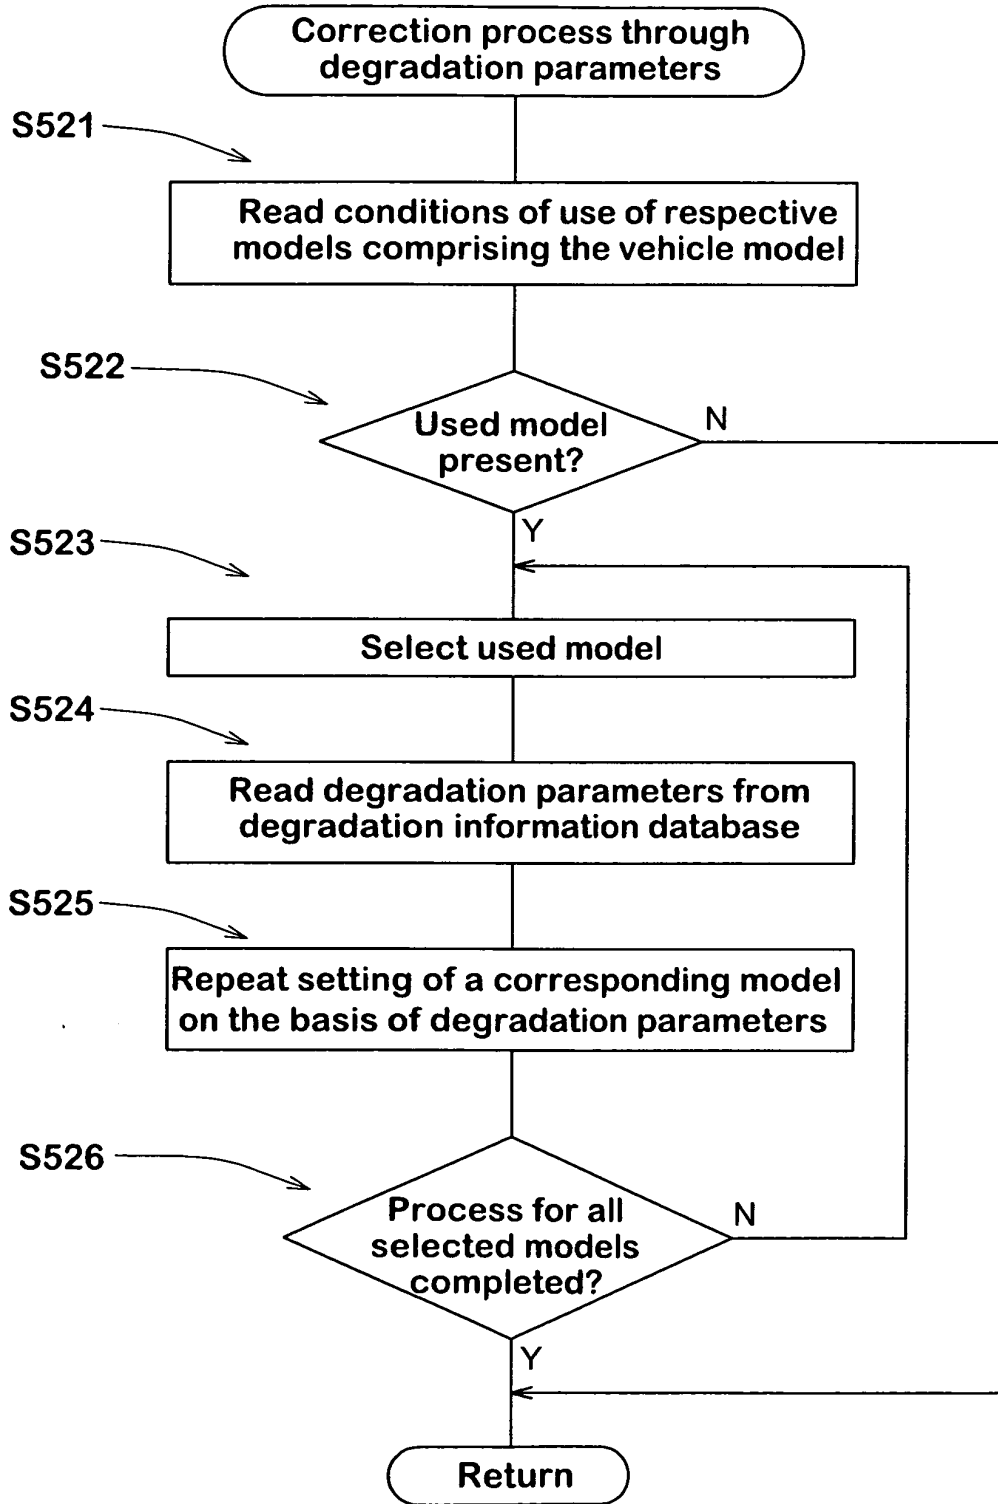 Correction process through
degradation parameters
S521
Read conditions of use of respective
models comprising the vehicle model
S522
Used model
present?
N
Y
S523
Select used model
S524
Read degradation parameters from
degradation information database
S525
Repeat setting of a corresponding model
on the basis of degradation parameters
S526
Process for all
selected models
completed?
N
Y
Return